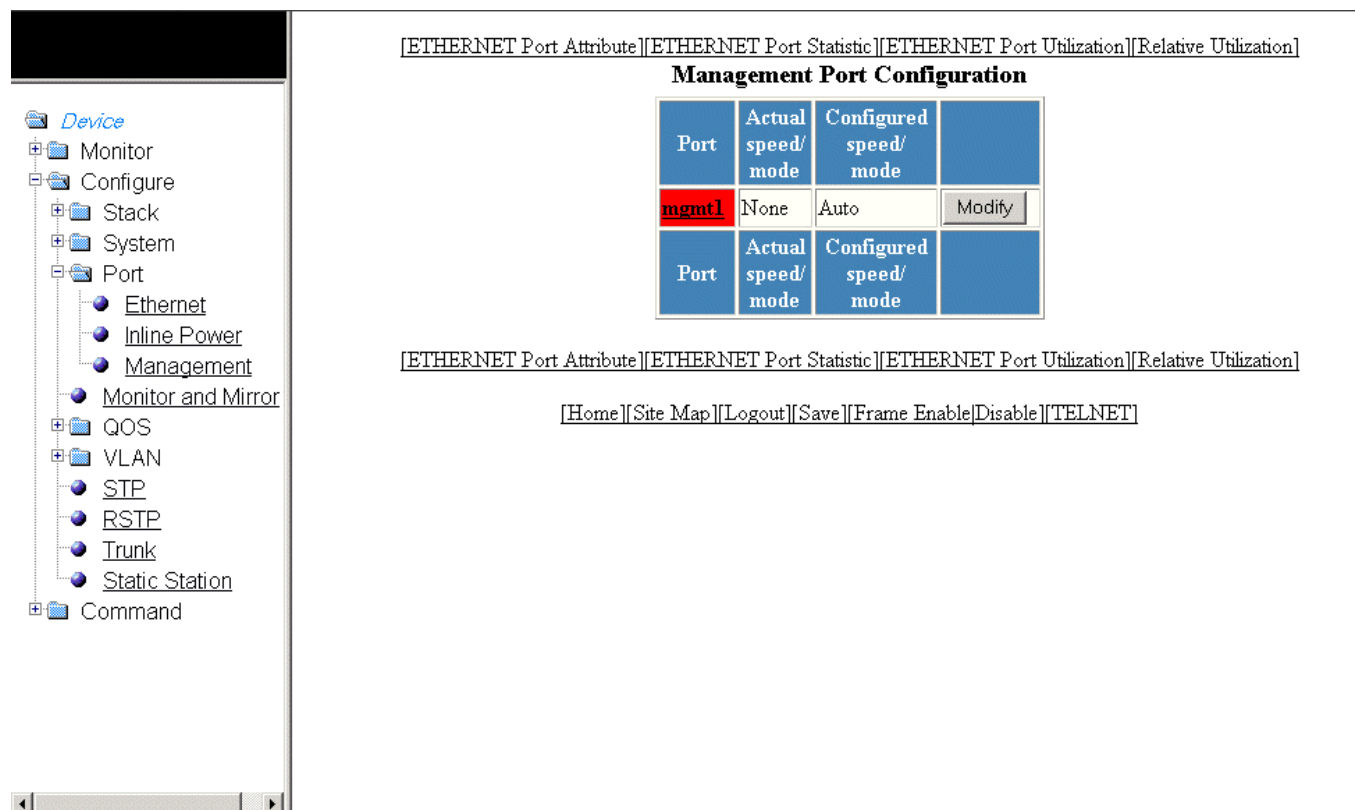 Device
Monitor
Configure
Stack
System
Port
Ethernet
Inline Power
Management
Monitor and Mirror
QOS
VLAN
STP
RSTP
Trunk
Static Station
Command
[ETHERNET Port Attribute][ETHERNET Port Statistic][ETHERNET Port Utilization][Relative Utilization]
Management Port Configuration
Port Actual speed/ mode Configured speed/ mode
mgmt1 None Auto Modify
Port Actual speed/ mode Configured speed/ mode
[ETHERNET Port Attribute][ETHERNET Port Statistic][ETHERNET Port Utilization][Relative Utilization]
[Home][Site Map][Logout][Save][Frame Enable|Disable][TELNET]